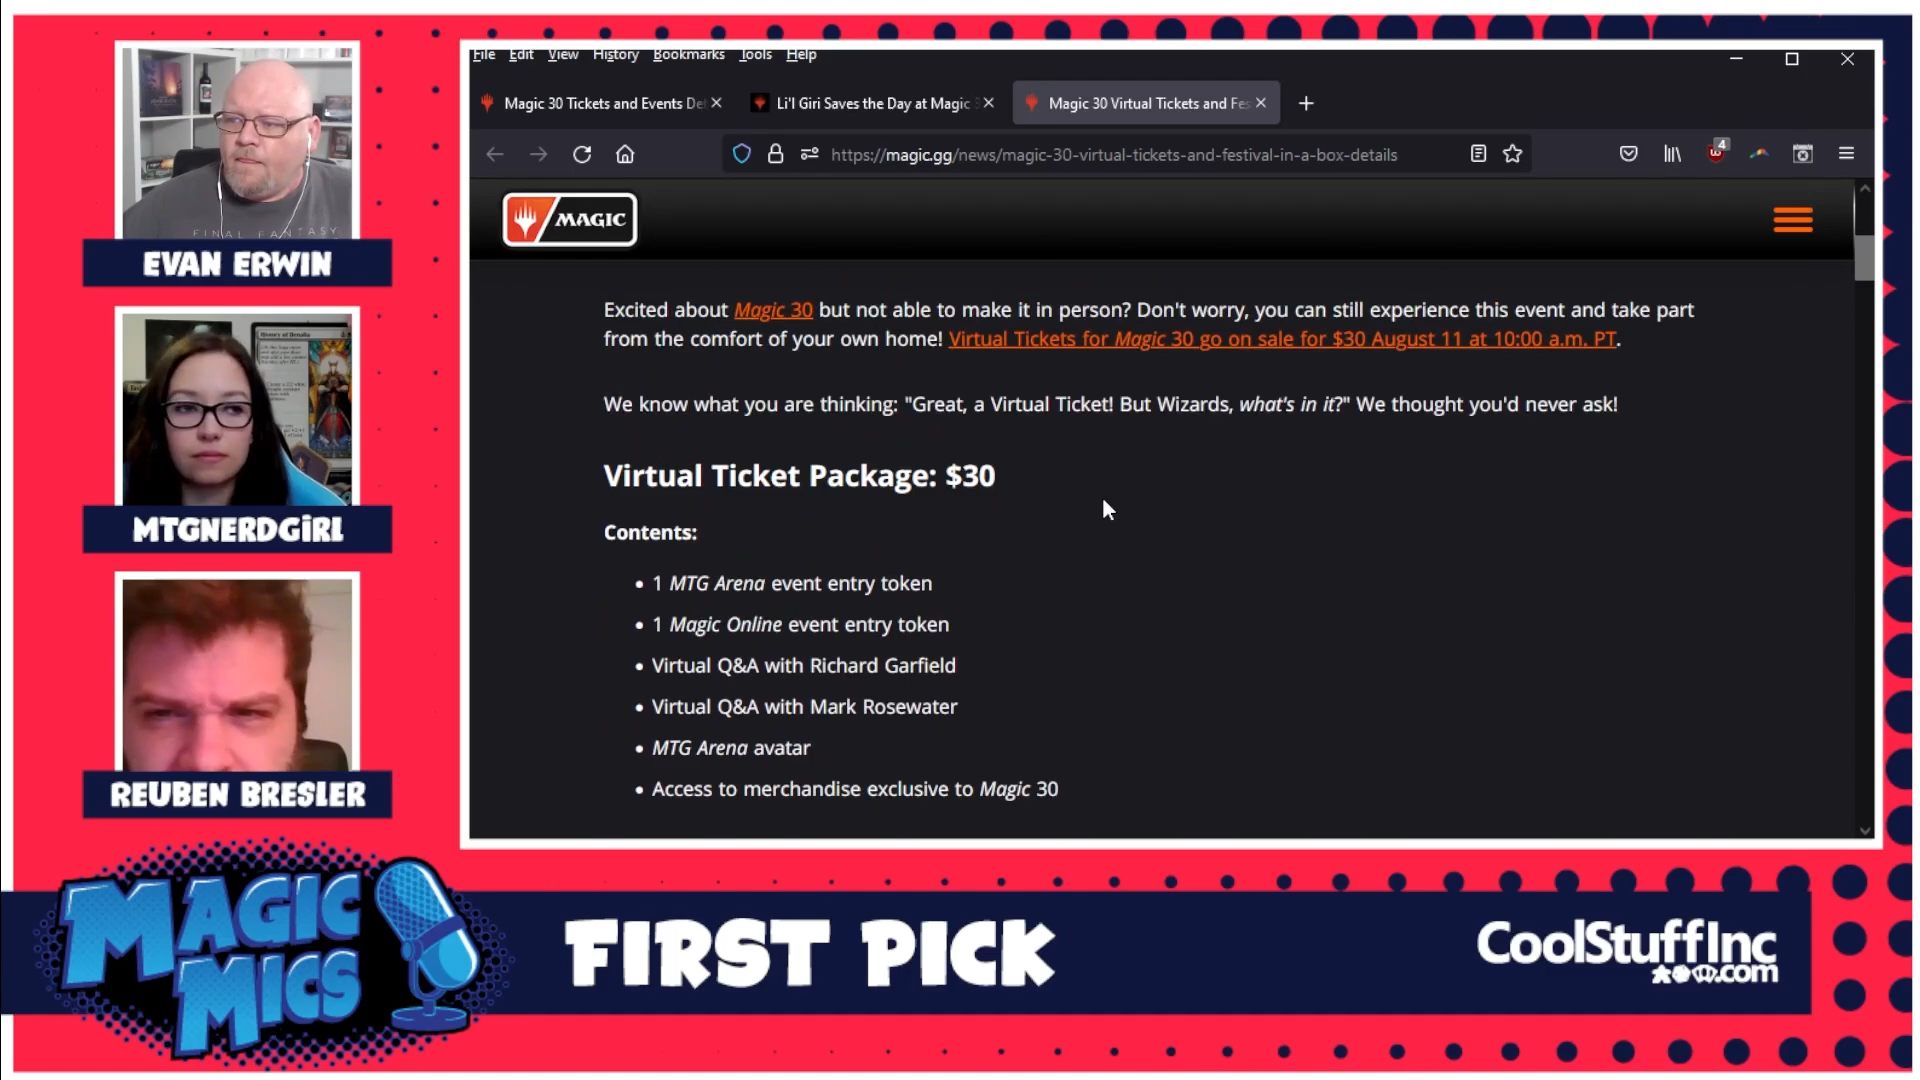 File Edit View History Bookmarks Tools Help
Magic 30 Tickets and Events De
Li'l Giri Saves the Day at Magic
Magic 30 Virtual Tickets and Fes
https://magic.gg/news/magic-30-virtual-tickets-and-festival-in-a-box-details
4
MAGIC
Excited about Magic 30 but not able to make it in person? Don't worry, you can still experience this event and take part
from the comfort of your own home! Virtual Tickets for Magic 30 go on sale for $30 August 11 at 10:00 a.m. PT.
We know what you are thinking: "Great, a Virtual Ticket! But Wizards, what's in it?" We thought you'd never ask!
Virtual Ticket Package: $30
Contents:
• 1 MTG Arena event entry token
• 1 Magic Online event entry token
• Virtual Q&A with Richard Garfield
• Virtual Q&A with Mark Rosewater
• MTG Arena avatar
• Access to merchandise exclusive to Magic 30
FINAL FANTASY
EVAN ERWIN
History of Benalia
MTGNERDGIRL
REUBEN BRESLER
MAGIC
MICS
FIRST PICK
CoolStuffInc
.com